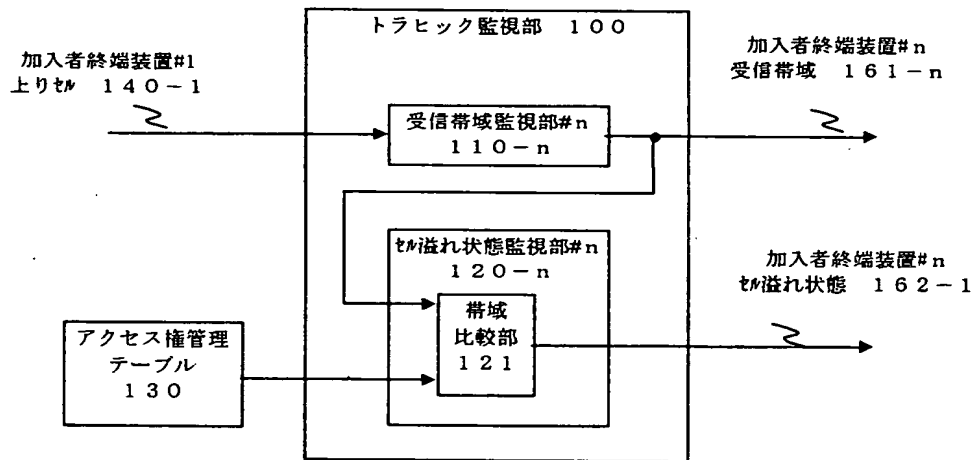 トラヒック監視部 100
加入者終端装置#1
上りセル 140-1
加入者終端装置#n
受信帯域 161-n
受信帯域監視部#n
110-n
セル溢れ状態監視部#n
120-n
加入者終端装置#n
セル溢れ状態 162-1
帯域
比較部
121
アクセス権管理
テーブル
130